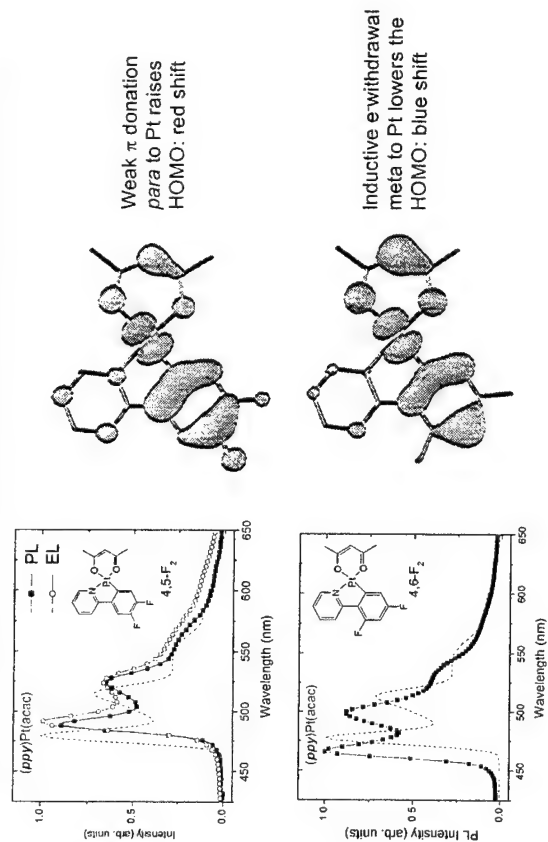 1.0
0.5
0.0
Intensity (arb. units)
(ppy)Pt(acac)
PL
EL
N
Pt
O
O
F
F
4,5-F2
450
500
550
600
650
Wavelength (nm)
Weak π donation
para to Pt raises
HOMO: red shift
1.0
0.5
0.0
PL Intensity (arb. units)
(ppy)Pt(acac)
N
Pt
O
O
F
F
4,6-F2
450
500
550
600
650
Wavelength (nm)
Inductive e⁻withdrawal
meta to Pt lowers the
HOMO: blue shift